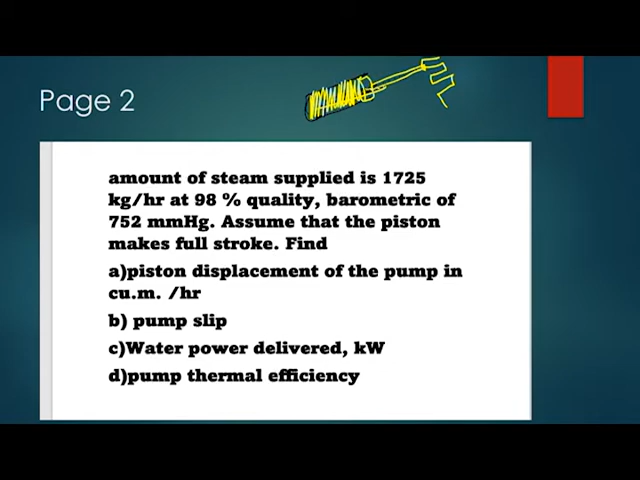 Page 2
amount of steam supplied is 1725
kg/hr at 98 % quality, barometric of
752 mmHg. Assume that the piston
makes full stroke. Find
a)piston displacement of the pump in
cu.m. /hr
b) pump slip
c)Water power delivered, kW
d)pump thermal efficiency